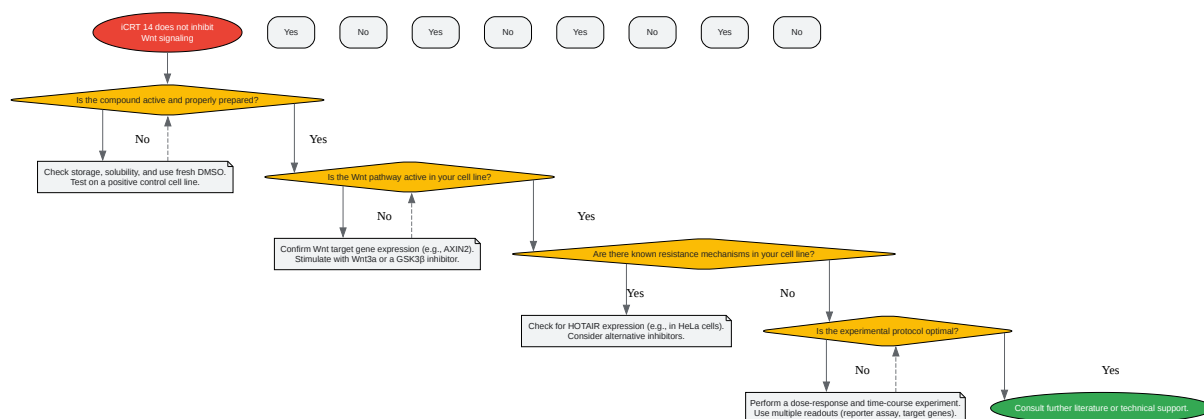 iCRT 14 does not inhibit
Wnt signaling
Yes
No
Yes
No
Yes
No
Yes
No
Is the compound active and properly prepared?
No
Yes
Check storage, solubility, and use fresh DMSO.
Test on a positive control cell line.
Is the Wnt pathway active in your cell line?
No
Yes
Confirm Wnt target gene expression (e.g., AXIN2).
Stimulate with Wnt3a or a GSK3β inhibitor.
Are there known resistance mechanisms in your cell line?
Yes
No
Check for HOTAIR expression (e.g., in HeLa cells).
Consider alternative inhibitors.
Is the experimental protocol optimal?
No
Yes
Perform a dose-response and time-course experiment.
Use multiple readouts (reporter assay, target genes).
Consult further literature or technical support.